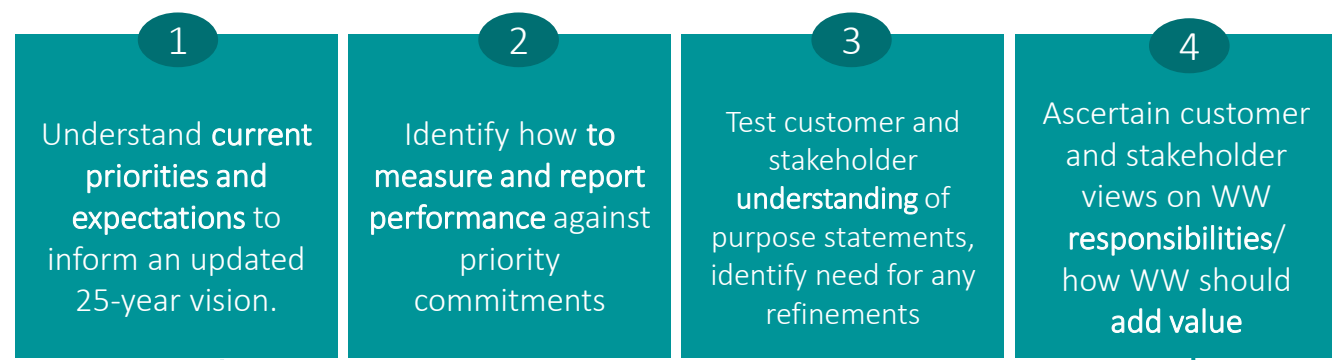 1
Understand current
priorities and
expectations to
inform an updated
25-year vision.
2
Identify how to
measure and report
performance against
priority
commitments
3
Test customer and
stakeholder
understanding of
purpose statements,
identify need for any
refinements
4
Ascertain customer
and stakeholder
views on WW
responsibilities/
how WW should
add value